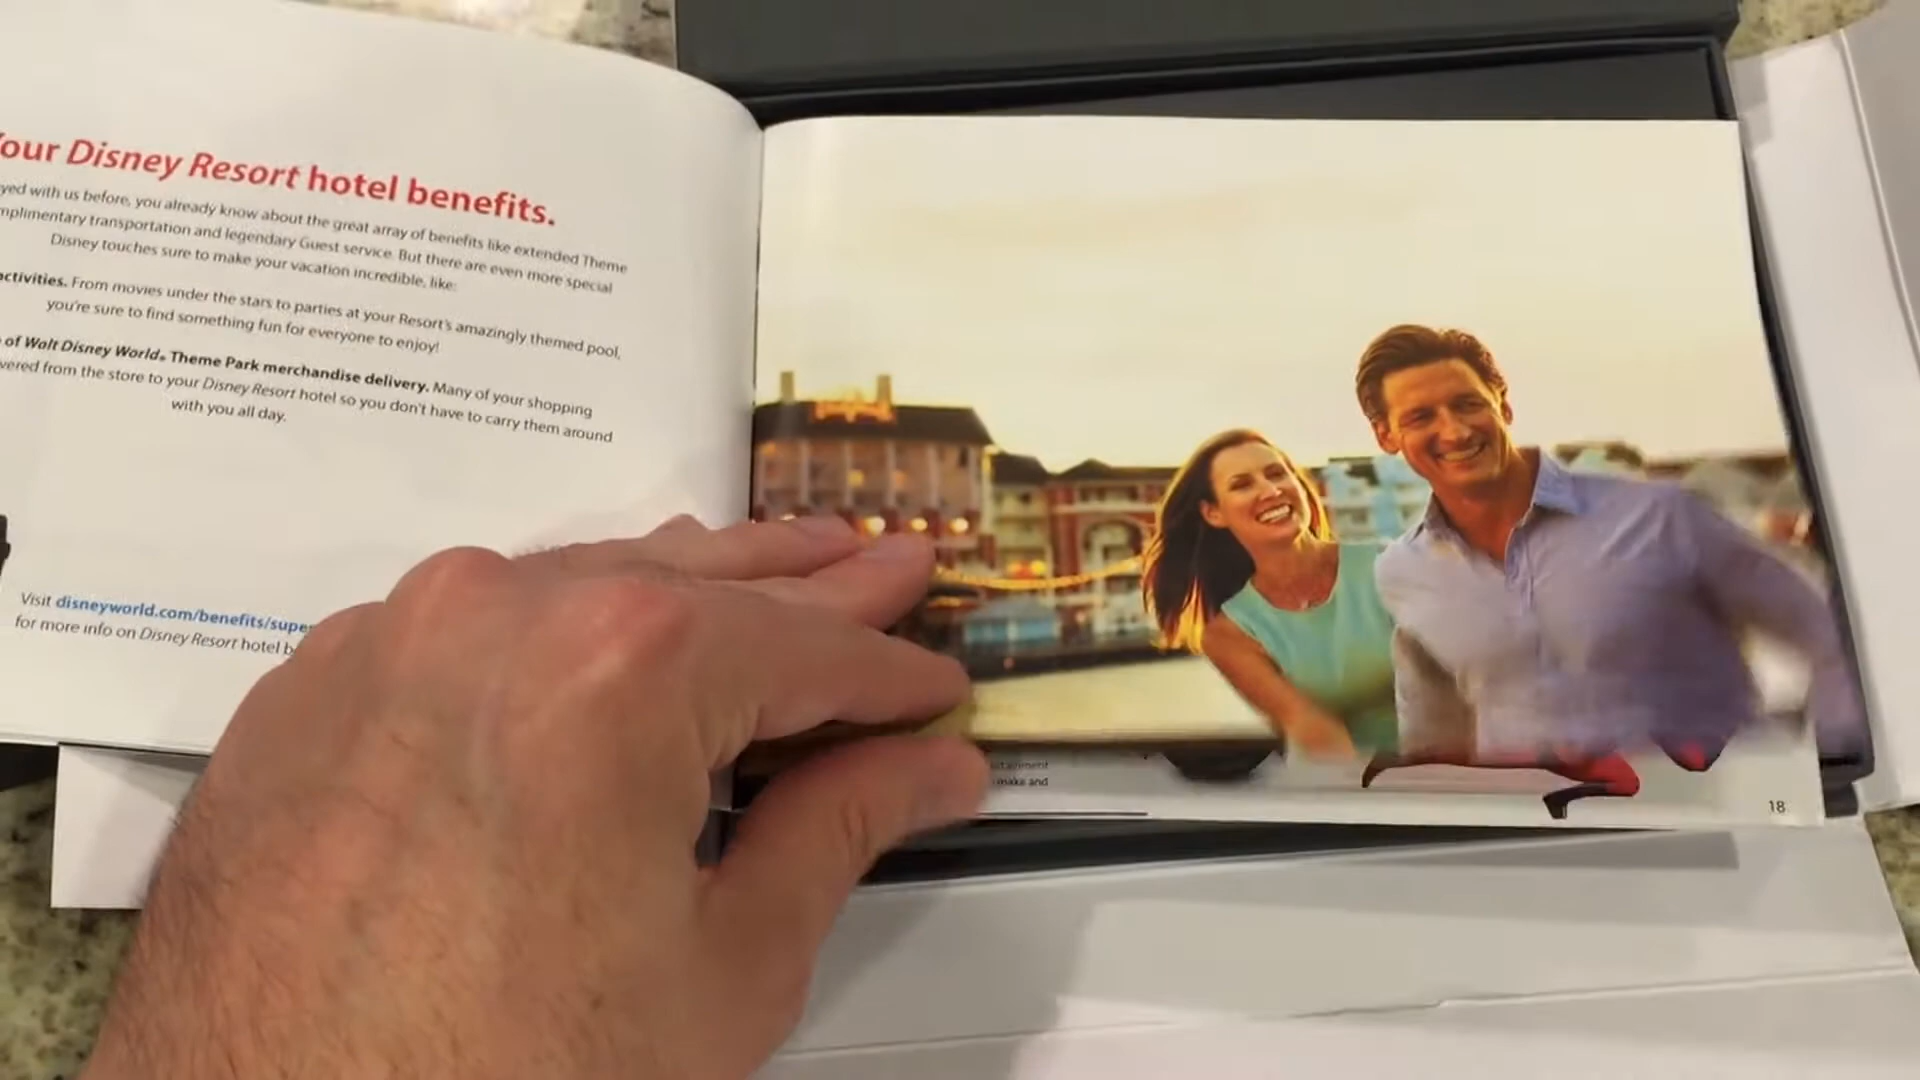 our Disney Resort hotel benefits.
yed with us before, you already know about the great array of benefits like extended Theme
mplimentary transportation and legendary Guest service. But there are even more special
Disney touches sure to make your vacation incredible, like:
activities. From movies under the stars to parties at your Resort's amazingly themed pool,
you're sure to find something fun for everyone to enjoy!
of Walt Disney World® Theme Park merchandise delivery. Many of your shopping
vered from the store to your Disney Resort hotel so you don't have to carry them around
with you all day.
Visit disneyworld.com/benefits/supe
for more info on Disney Resort hotel b
make and
18